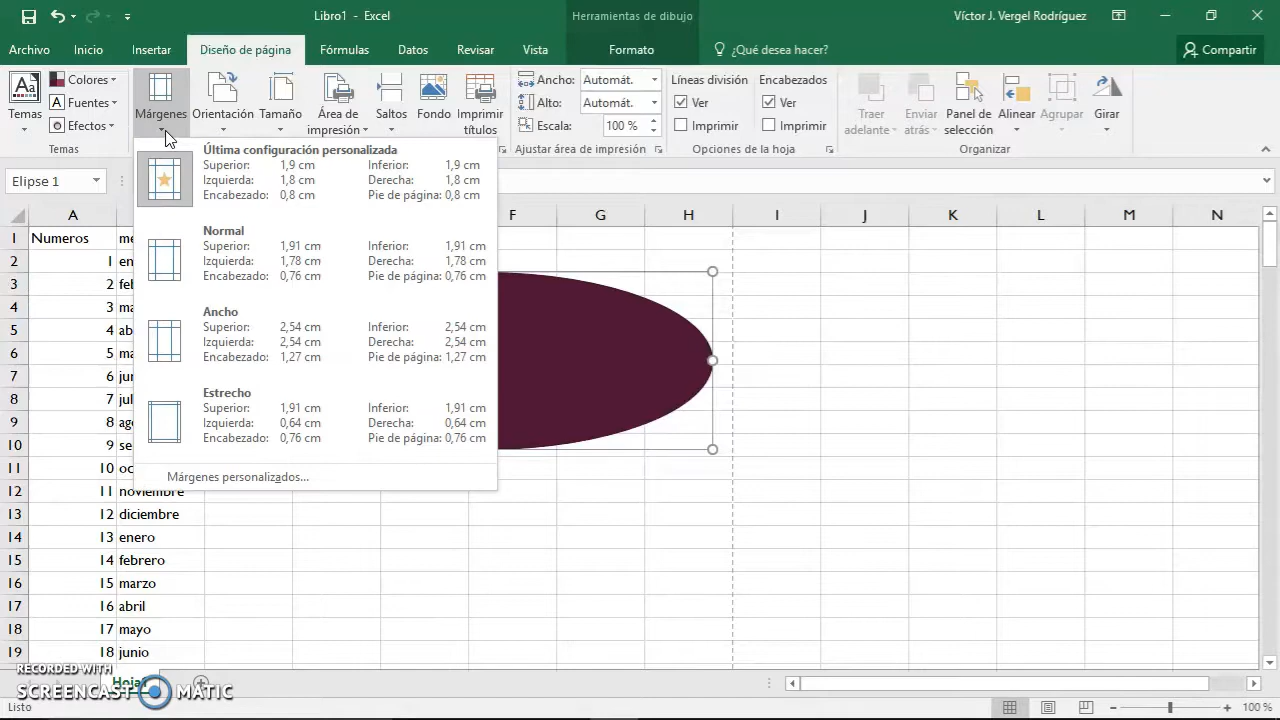 Libro1 - Excel
Herramientas de dibujo
Víctor J. Vergel Rodríguez
Archivo Inicio Insertar Diseño de página Fórmulas Datos Revisar Vista Formato ¿Qué desea hacer? Compartir
Aa
Temas
Colores
Fuentes
Efectos
Temas
Márgenes
Orientación
Tamaño
Área de
impresión
Saltos
Fondo
Imprimir
títulos
Ancho: Automát.
Alto: Automát.
Escala: 100 %
Ajustar área de impresión
Líneas división
Ver
Imprimir
Encabezados
Ver
Imprimir
Opciones de la hoja
Traer
adelante
Enviar
atrás
Panel de
selección
Alinear
Agrupar
Girar
Organizar
Elipse 1
Última configuración personalizada
Superior: 1,9 cm Inferior: 1,9 cm
Izquierda: 1,8 cm Derecha: 1,8 cm
Encabezado: 0,8 cm Pie de página: 0,8 cm
Normal
Superior: 1,91 cm Inferior: 1,91 cm
Izquierda: 1,78 cm Derecha: 1,78 cm
Encabezado: 0,76 cm Pie de página: 0,76 cm
Ancho
Superior: 2,54 cm Inferior: 2,54 cm
Izquierda: 2,54 cm Derecha: 2,54 cm
Encabezado: 1,27 cm Pie de página: 1,27 cm
Estrecho
Superior: 1,91 cm Inferior: 1,91 cm
Izquierda: 0,64 cm Derecha: 0,64 cm
Encabezado: 0,76 cm Pie de página: 0,76 cm
Márgenes personalizados...
A F G H I J K L M N
1 Numeros me
2 1 en
3 2 feb
4 3 ma
5 4 abr
6 5 ma
7 6 jun
8 7 jul
9 8 ago
10 9 se
11 10 oc
12 11 noviembre
13 12 diciembre
14 13 enero
15 14 febrero
16 15 marzo
17 16 abril
18 17 mayo
19 18 junio
RECORDED WITH
SCREENCAST MATIC
Listo
100 %